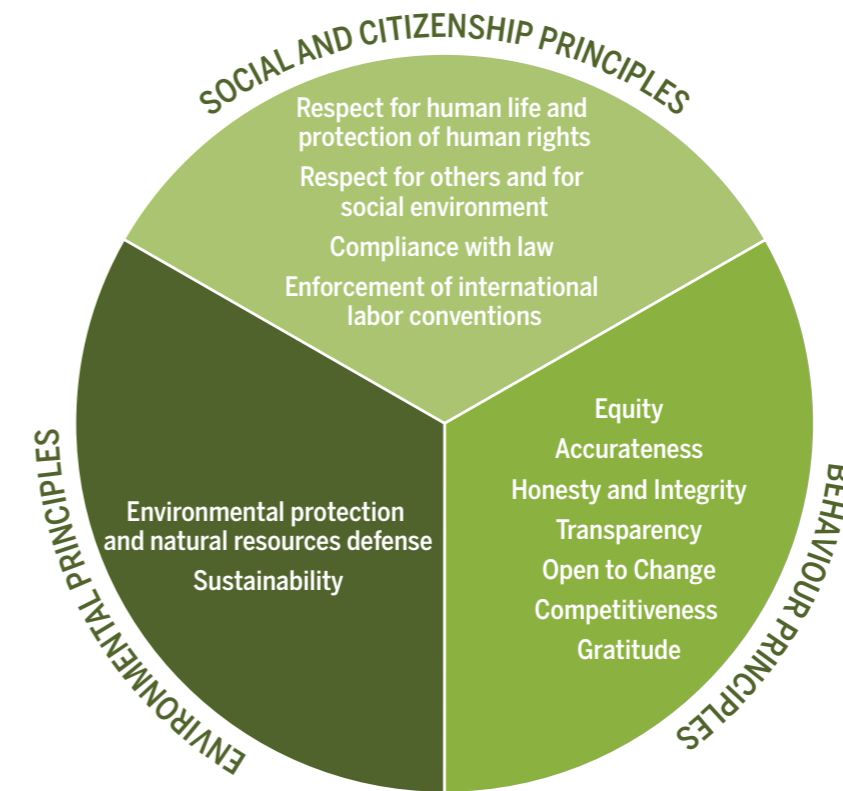 SOCIAL AND CITIZENSHIP PRINCIPLES
Respect for human life and
protection of human rights
Respect for others and for
social environment
Compliance with law
Enforcement of international
labor conventions
BEHAVIOUR PRINCIPLES
Equity
Accurateness
Honesty and Integrity
Transparency
Open to Change
Competitiveness
Gratitude
ENVIRONMENTAL PRINCIPLES
Environmental protection
and natural resources defense
Sustainability